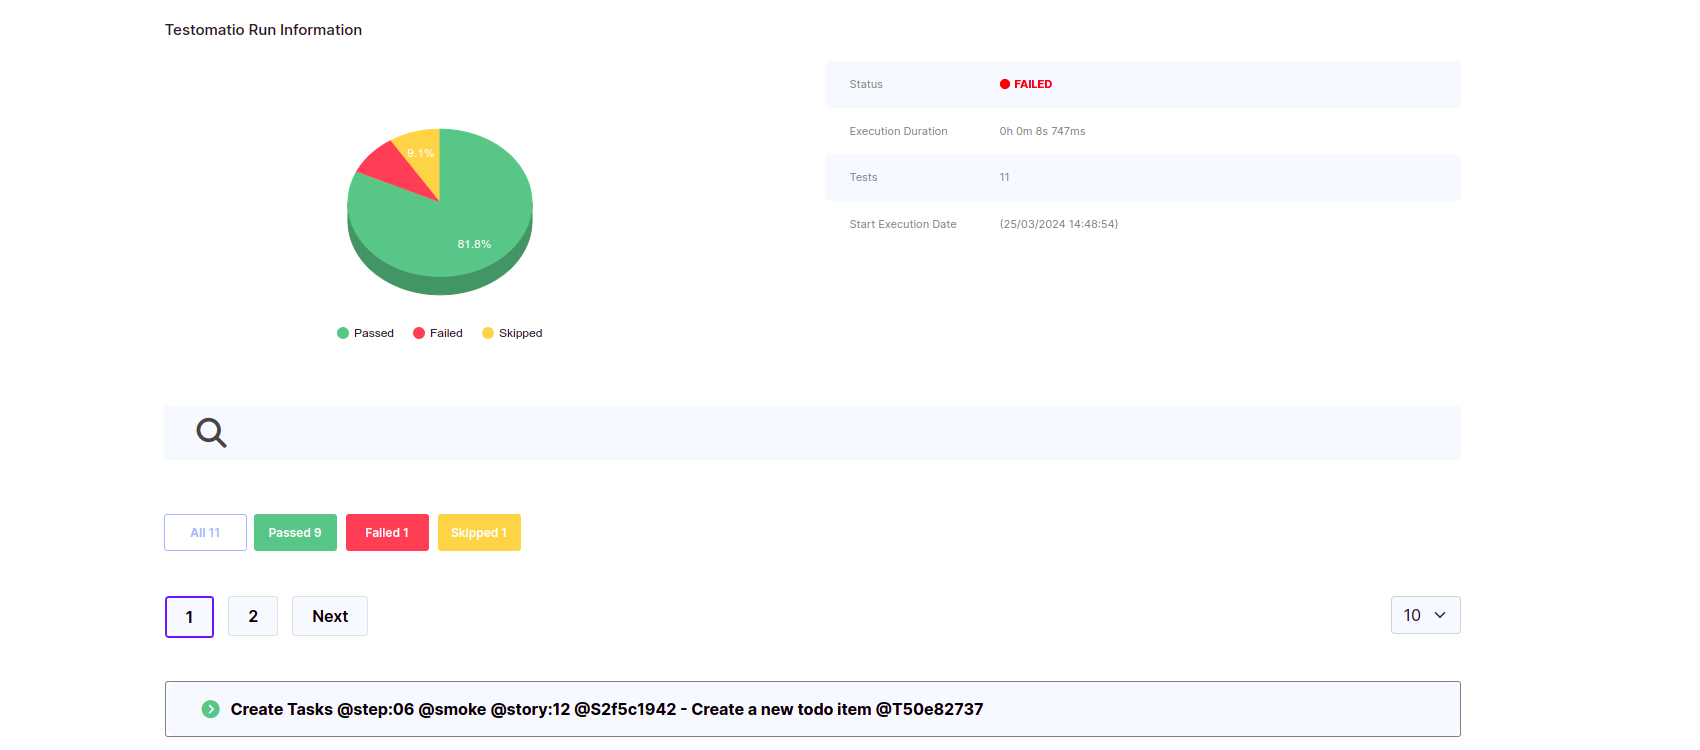 Testomatio Run Information
Status FAILED
Execution Duration 0h 0m 8s 747ms
Tests 11
Start Execution Date (25/03/2024 14:48:54)
9.1%
81.8%
Passed Failed Skipped
All 11 Passed 9 Failed 1 Skipped 1
1 2 Next 10
Create Tasks @step:06 @smoke @story:12 @S2f5c1942 - Create a new todo item @T50e82737